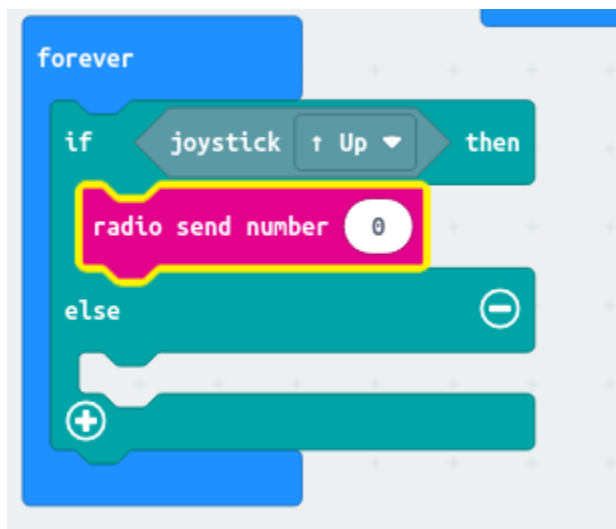 forever
if joystick ↑ Up then
radio send number 0
else